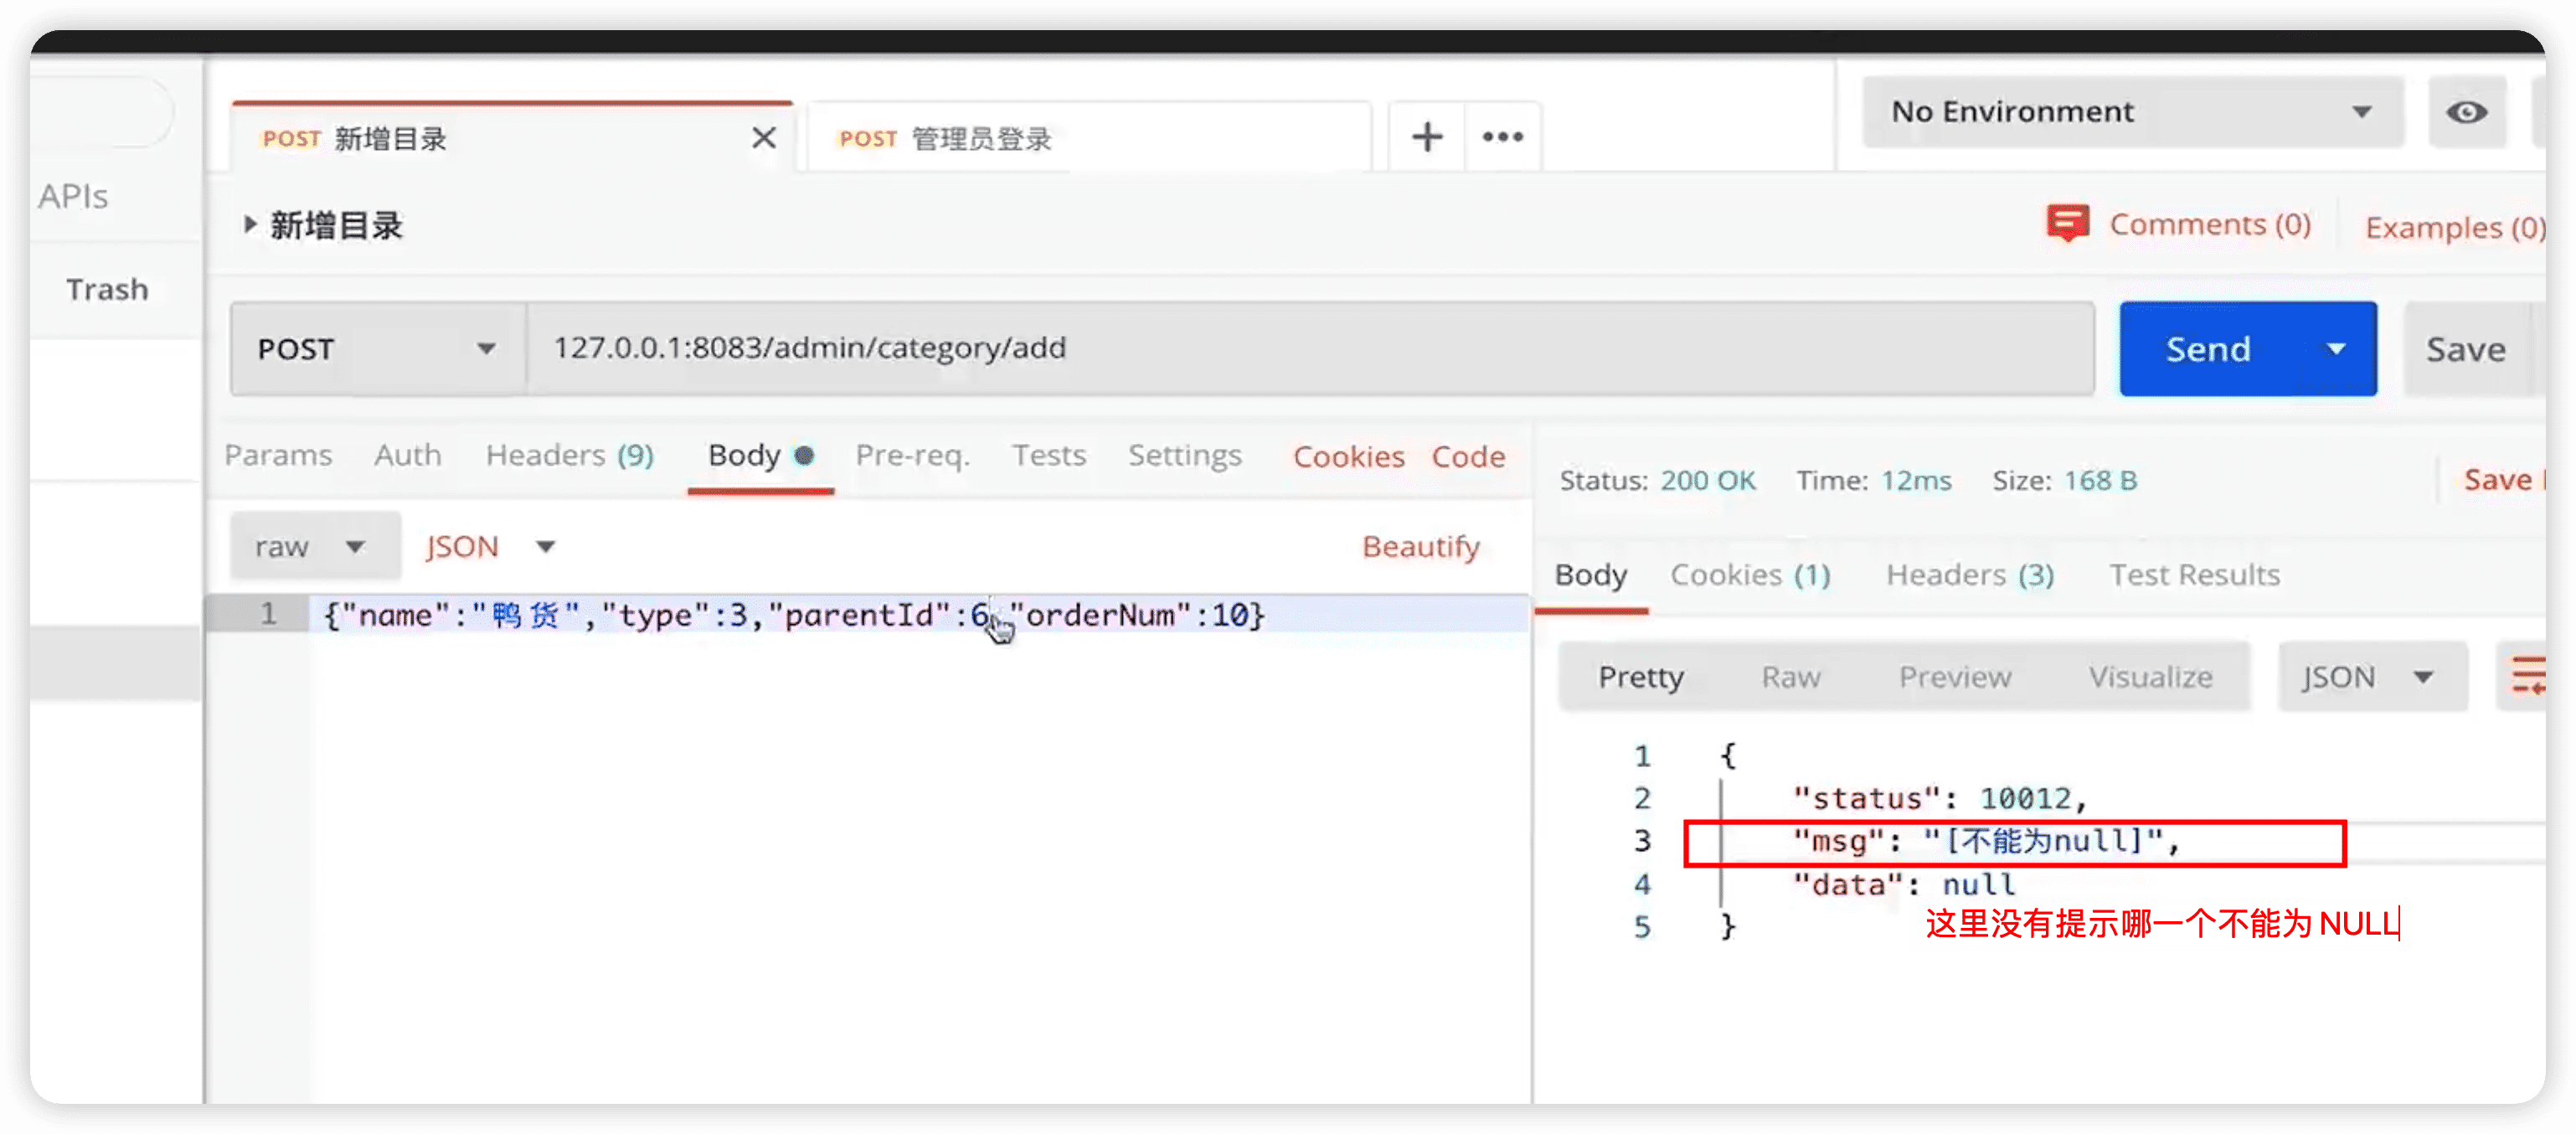 No Environment
POST 新增目录
POST 管理员登录
APIs
Trash
新增目录
Comments (0)
Examples (0)
POST
127.0.0.1:8083/admin/category/add
Send
Save
Params Auth Headers (9) Body Pre-req. Tests Settings Cookies Code
raw JSON Beautify
1 {"name":"鸭货","type":3,"parentId":6,"orderNum":10}
Status: 200 OK Time: 12ms Size: 168 B Save
Body Cookies (1) Headers (3) Test Results
Pretty Raw Preview Visualize JSON
1 {
2 "status": 10012,
3 "msg": "[不能为null]",
4 "data": null
5 }
这里没有提示哪一个不能为 NULL